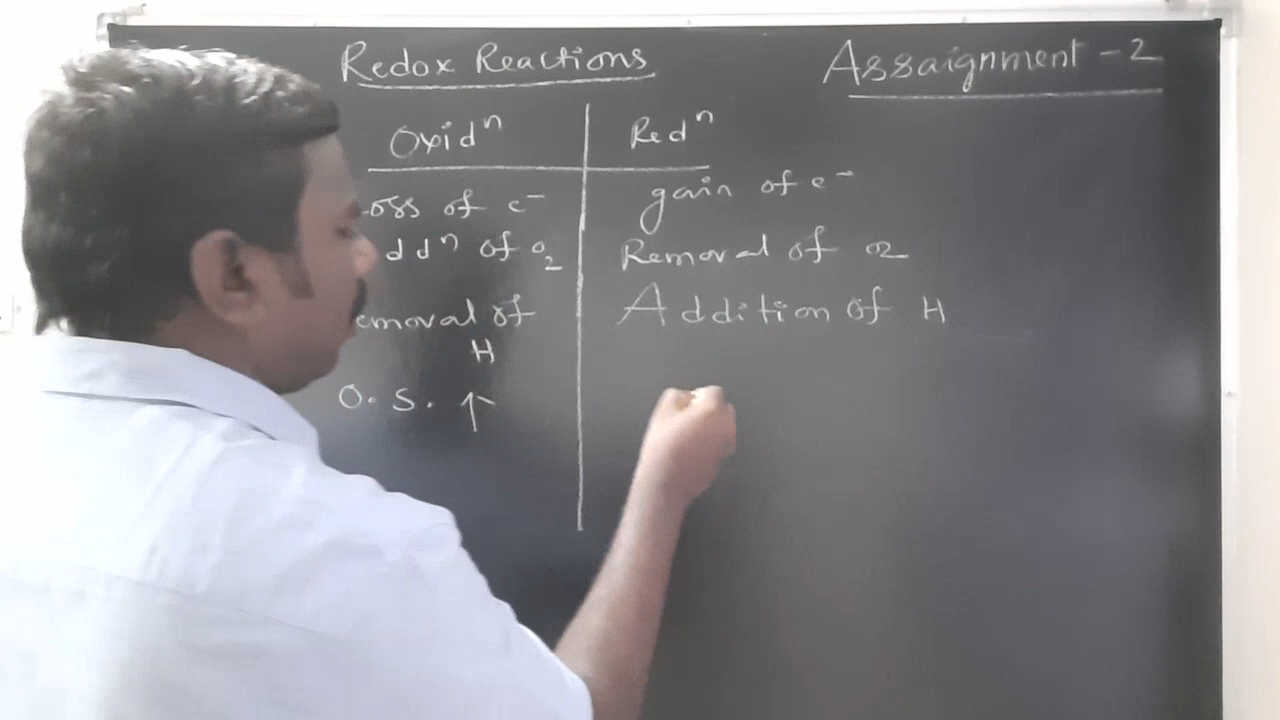 Redox Reactions
Assaignment - 2
Oxidⁿ
Redⁿ
oss of e⁻
gain of e⁻
ddⁿ of O₂
Removal of O2
emoval of
H
Addition of H
O.S. ↑